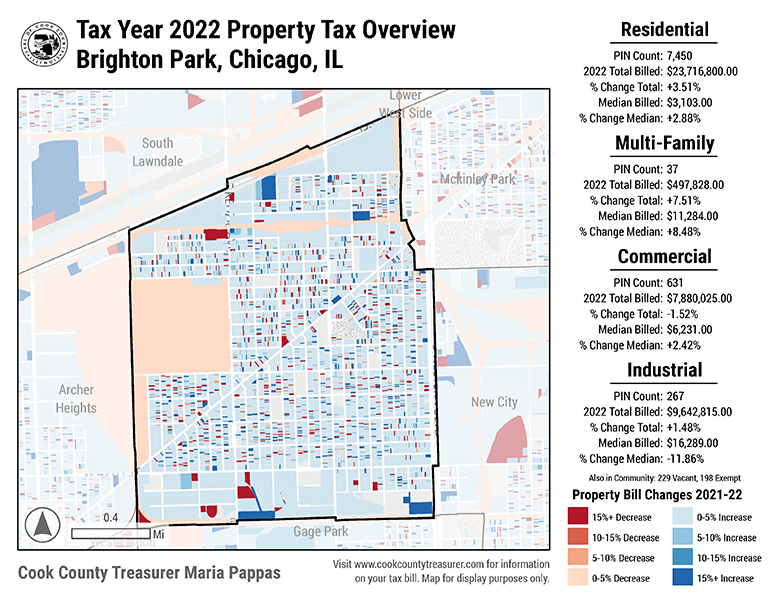 Tax Year 2022 Property Tax Overview
Brighton Park, Chicago, IL
Lower
West Side
South
Lawndale
McKinley Park
Archer
Heights
New City
Gage Park
0.4
Mi
Cook County Treasurer Maria Pappas
Visit www.cookcountytreasurer.com for information
on your tax bill. Map for display purposes only.
Residential
PIN Count: 7,450
2022 Total Billed: $23,716,800.00
% Change Total: +3.51%
Median Billed: $3,103.00
% Change Median: +2.88%
Multi-Family
PIN Count: 37
2022 Total Billed: $497,828.00
% Change Total: +7.51%
Median Billed: $11,284.00
% Change Median: +8.48%
Commercial
PIN Count: 631
2022 Total Billed: $7,880,025.00
% Change Total: -1.52%
Median Billed: $6,231.00
% Change Median: +2.42%
Industrial
PIN Count: 267
2022 Total Billed: $9,642,815.00
% Change Total: +1.48%
Median Billed: $16,289.00
% Change Median: -11.86%
Also in Community: 229 Vacant, 198 Exempt
Property Bill Changes 2021-22
15%+ Decrease
10-15% Decrease
5-10% Decrease
0-5% Decrease
0-5% Increase
5-10% Increase
10-15% Increase
15%+ Increase